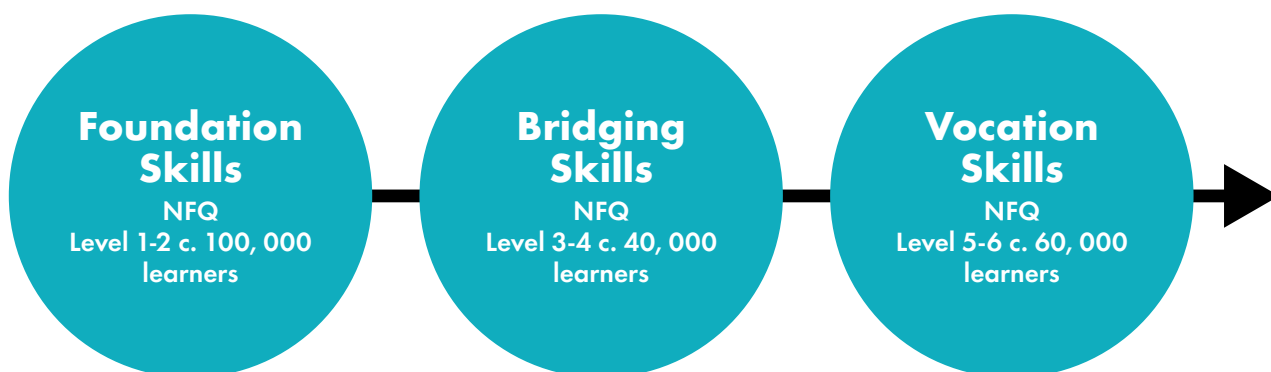 Foundation
Skills
NFQ
Level 1-2 c. 100, 000
learners
Bridging
Skills
NFQ
Level 3-4 c. 40, 000
learners
Vocation
Skills
NFQ
Level 5-6 c. 60, 000
learners